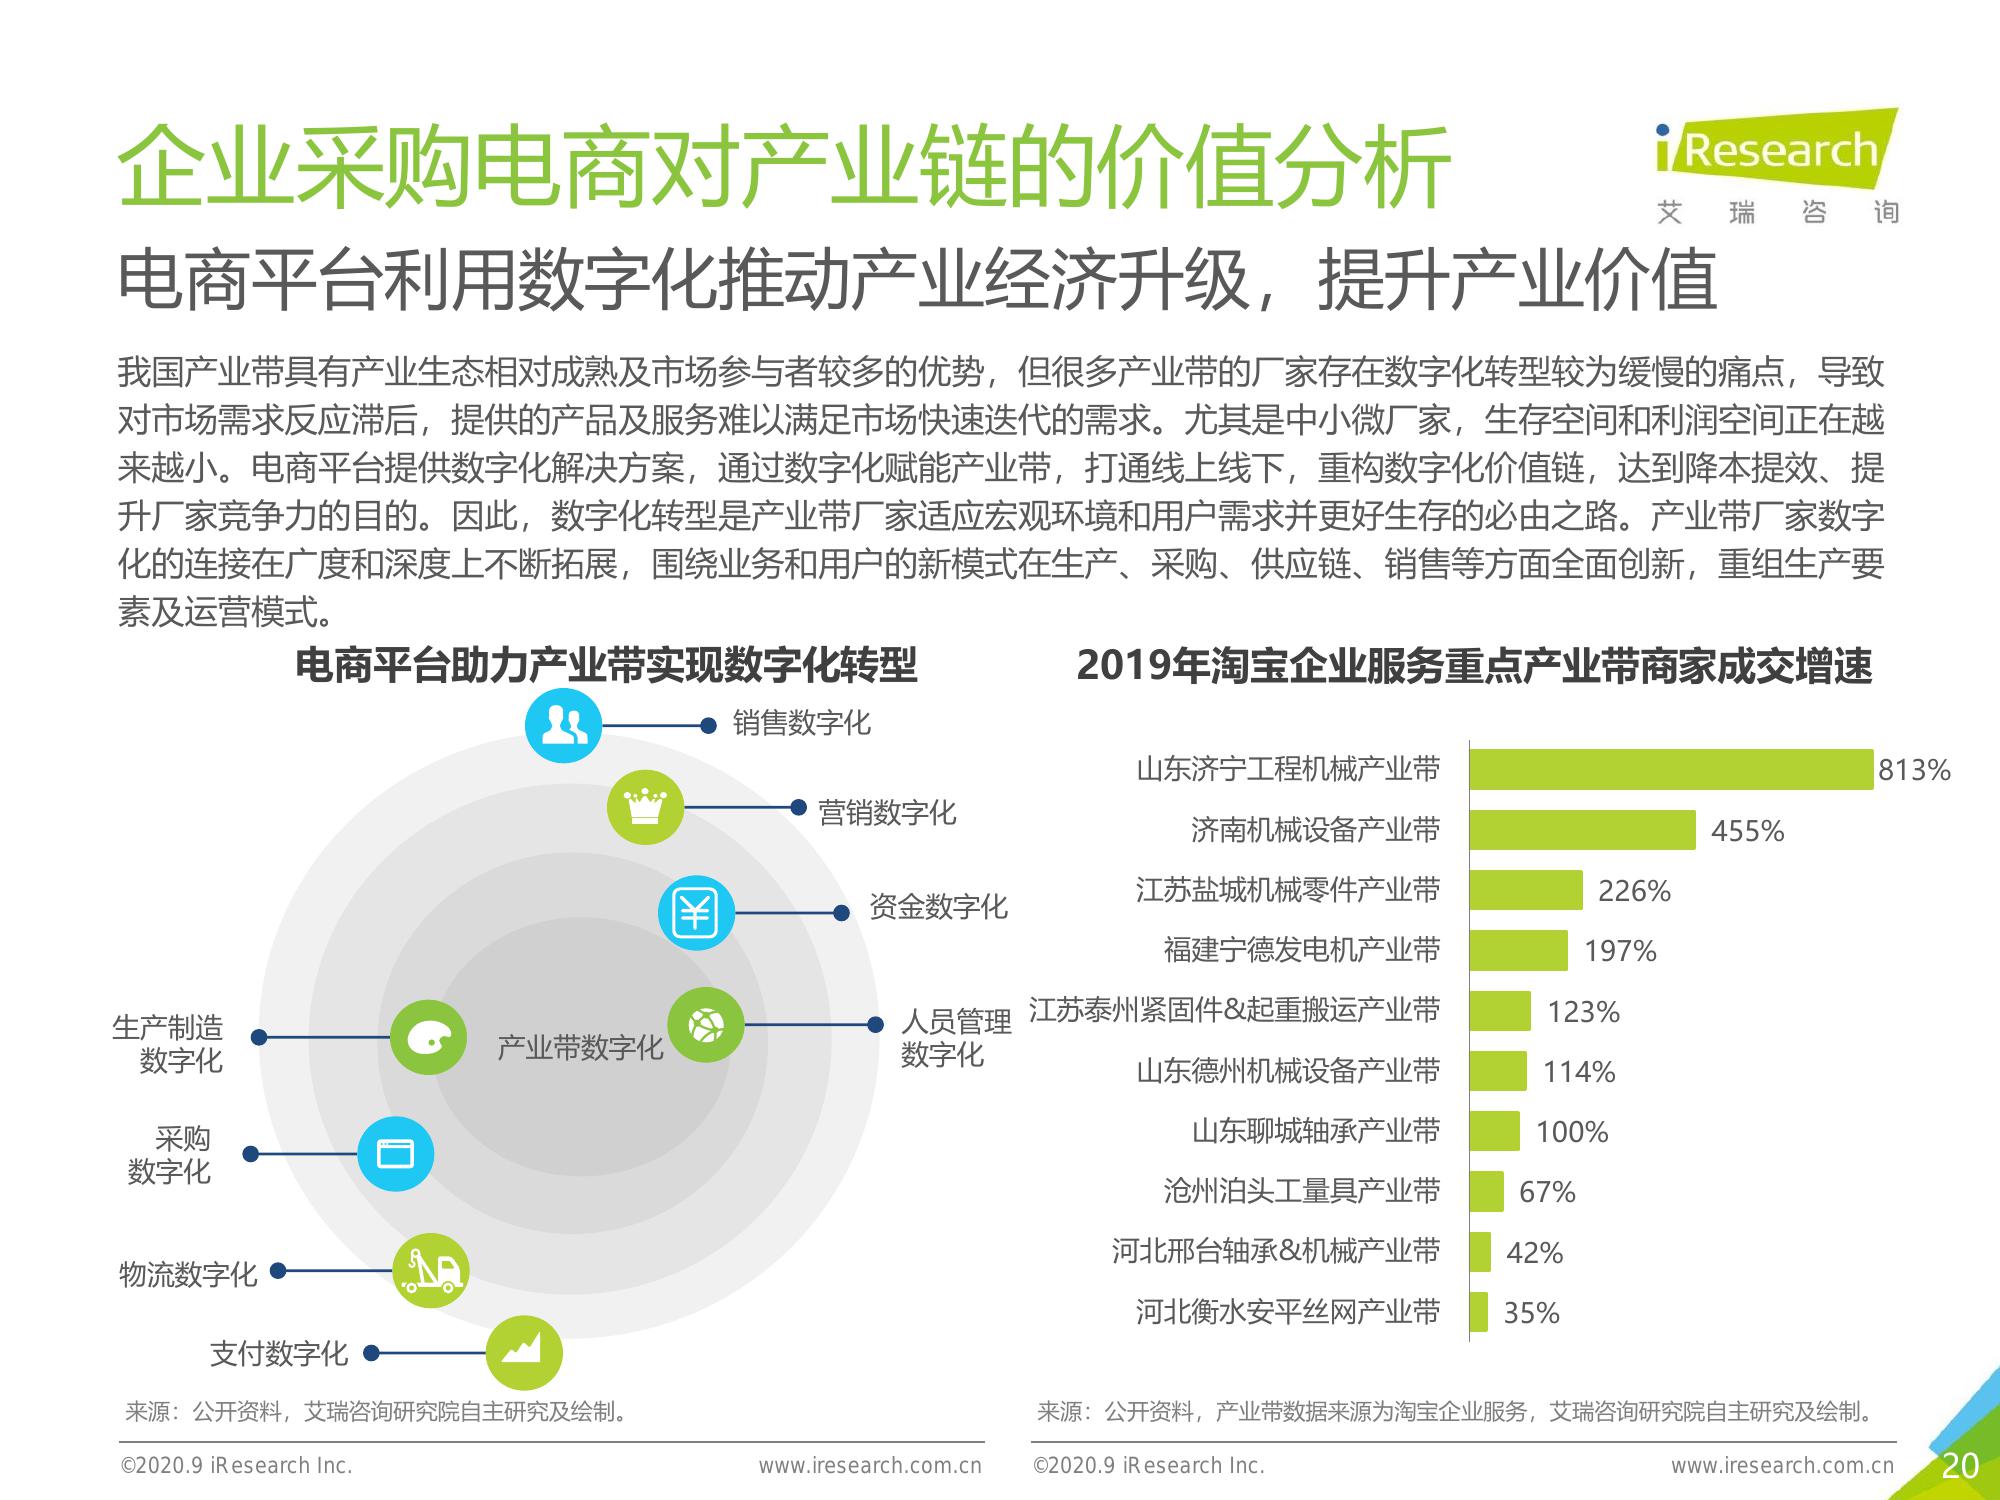 企业采购电商对产业链的价值分析
iResearch
艾瑞咨询
电商平台利用数字化推动产业经济升级，提升产业价值
我国产业带具有产业生态相对成熟及市场参与者较多的优势，但很多产业带的厂家存在数字化转型较为缓慢的痛点，导致
对市场需求反应滞后，提供的产品及服务难以满足市场快速迭代的需求。尤其是中小微厂家，生存空间和利润空间正在越
来越小。电商平台提供数字化解决方案，通过数字化赋能产业带，打通线上线下，重构数字化价值链，达到降本提效、提
升厂家竞争力的目的。因此，数字化转型是产业带厂家适应宏观环境和用户需求并更好生存的必由之路。产业带厂家数字
化的连接在广度和深度上不断拓展，围绕业务和用户的新模式在生产、采购、供应链、销售等方面全面创新，重组生产要
素及运营模式。
电商平台助力产业带实现数字化转型
销售数字化
营销数字化
资金数字化
人员管理
数字化
产业带数字化
生产制造
数字化
采购
数字化
物流数字化
支付数字化
来源：公开资料，艾瑞咨询研究院自主研究及绘制。
2019年淘宝企业服务重点产业带商家成交增速
山东济宁工程机械产业带 813%
济南机械设备产业带 455%
江苏盐城机械零件产业带 226%
福建宁德发电机产业带 197%
江苏泰州紧固件&起重搬运产业带 123%
山东德州机械设备产业带 114%
山东聊城轴承产业带 100%
沧州泊头工量具产业带 67%
河北邢台轴承&机械产业带 42%
河北衡水安平丝网产业带 35%
来源：公开资料，产业带数据来源为淘宝企业服务，艾瑞咨询研究院自主研究及绘制。
©2020.9 iResearch Inc. www.iresearch.com.cn
©2020.9 iResearch Inc. www.iresearch.com.cn
20